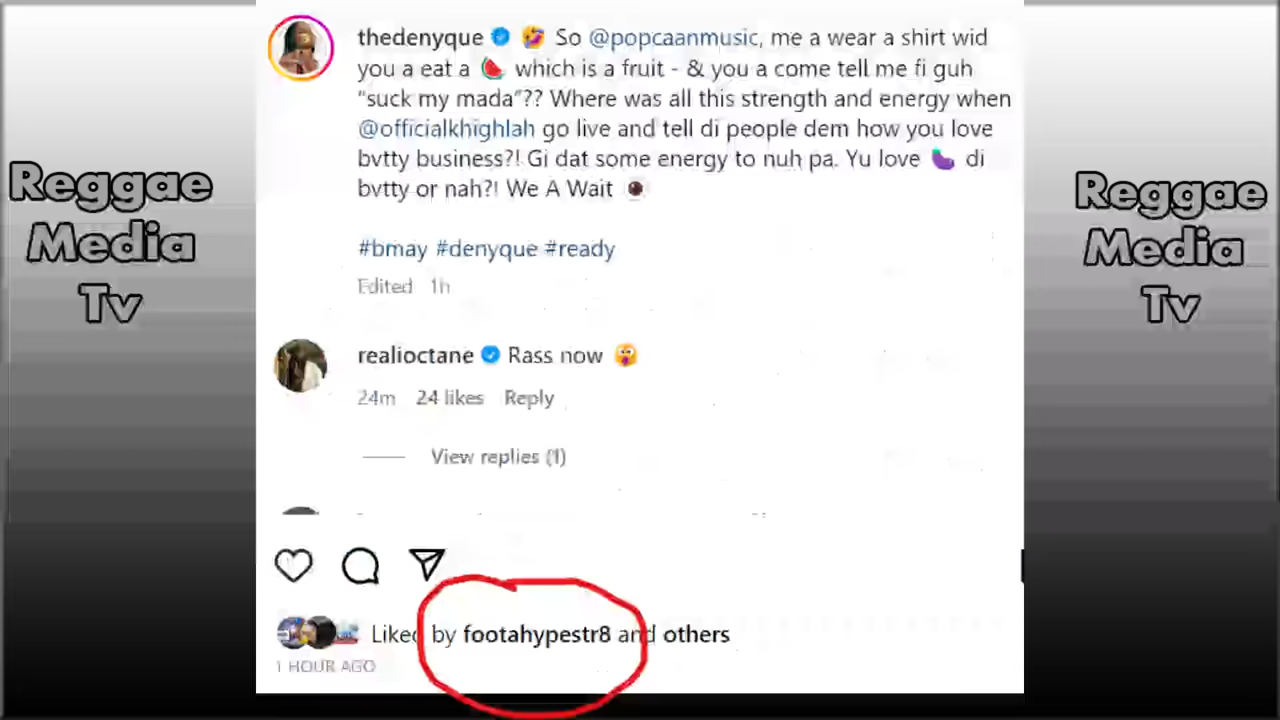 Reggae
Media
Tv
thedenyque 🤣 So @popcaanmusic, me a wear a shirt wid
you a eat a 🍉 which is a fruit - & you a come tell me fi guh
“suck my mada”?? Where was all this strength and energy when
@officialkhighlah go live and tell di people dem how you love
bvtty business?! Gi dat some energy to nuh pa. Yu love 🍆 di
bvtty or nah?! We A Wait
#bmay #denyque #ready
Edited 1h
realioctane Rass now 🫣
24m 24 likes Reply
View replies (1)
Liked by footahypestr8 and others
1 HOUR AGO
Reggae
Media
Tv